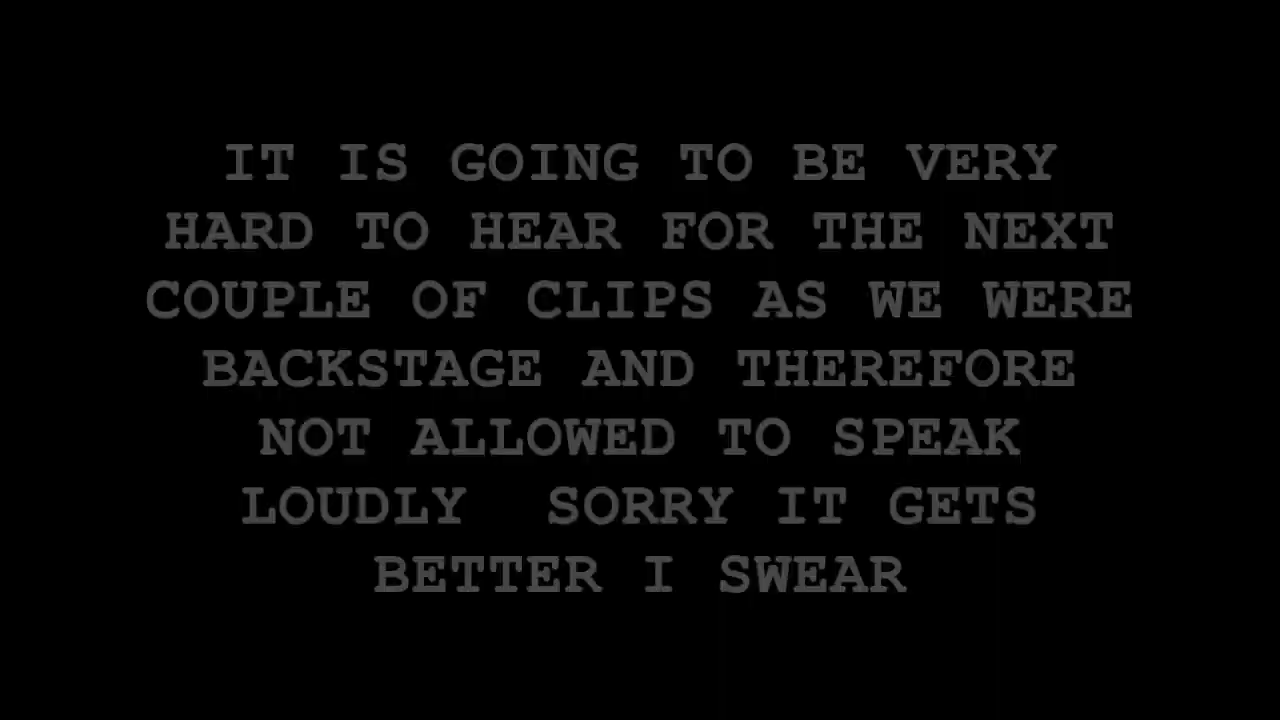 IT IS GOING TO BE VERY
HARD TO HEAR FOR THE NEXT
COUPLE OF CLIPS AS WE WERE
BACKSTAGE AND THEREFORE
NOT ALLOWED TO SPEAK
LOUDLY  SORRY IT GETS
BETTER I SWEAR